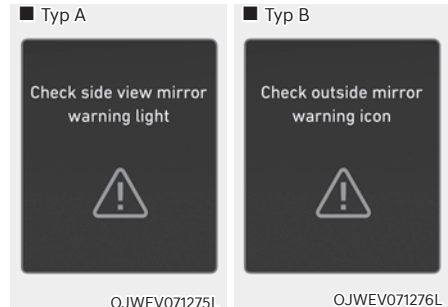 ■ Typ A
Check side view mirror
warning light
OJWEV071275L
■ Typ B
Check outside mirror
warning icon
OJWEV071276L